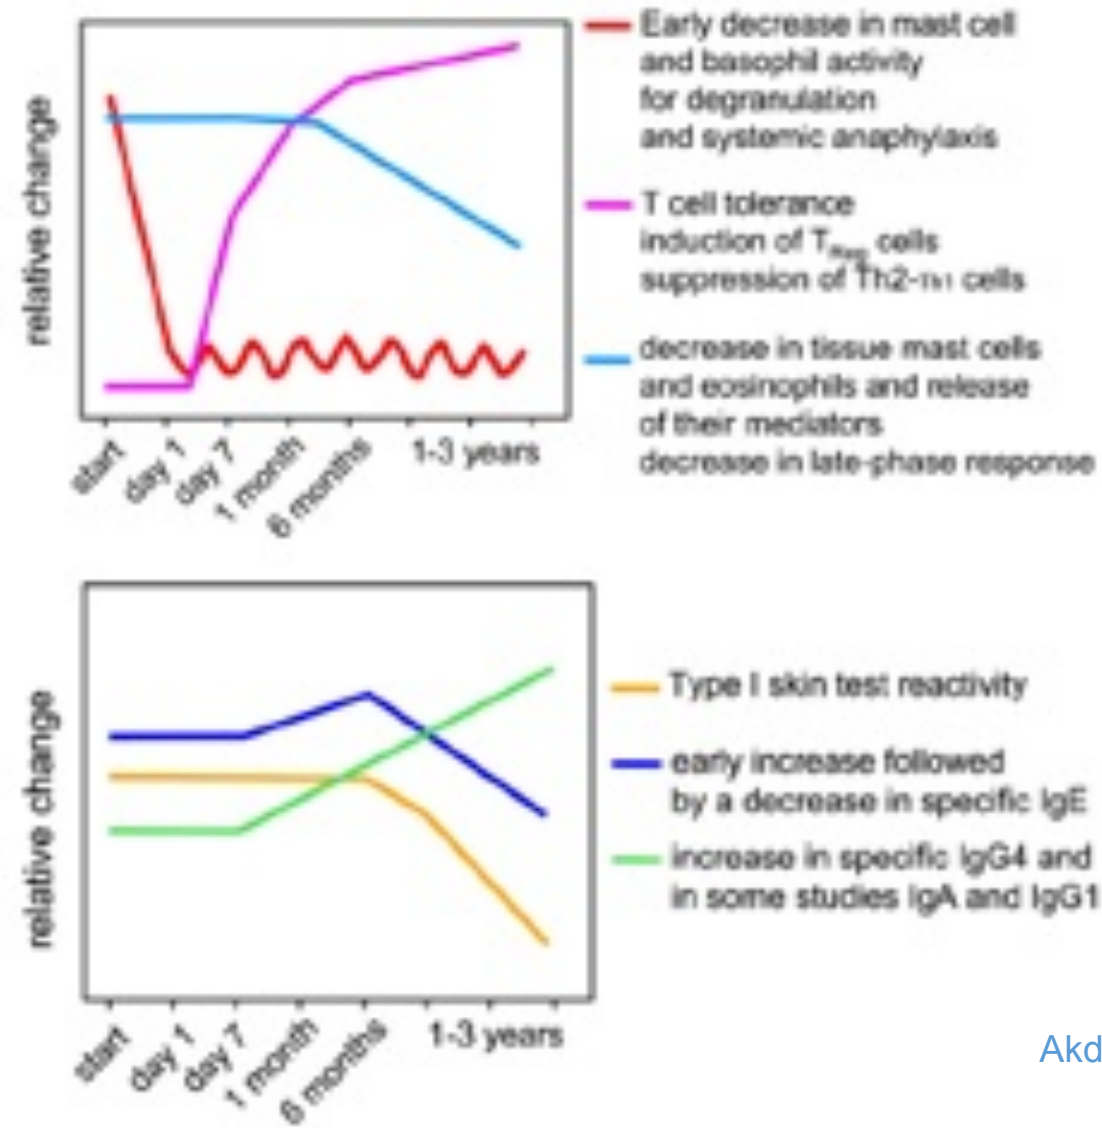 relative change
Early decrease in mast cell
and basophil activity
for degranulation
and systemic anaphylaxis
T cell tolerance
induction of TReg cells
suppression of Th2-Th1 cells
decrease in tissue mast cells
and eosinophils and release
of their mediators
decrease in late-phase response
start
day 1
day 7
1 month
6 months
1-3 years
relative change
Type I skin test reactivity
early increase followed
by a decrease in specific IgE
increase in specific IgG4 and
in some studies IgA and IgG1
start
day 1
day 7
1 month
6 months
1-3 years
Akd